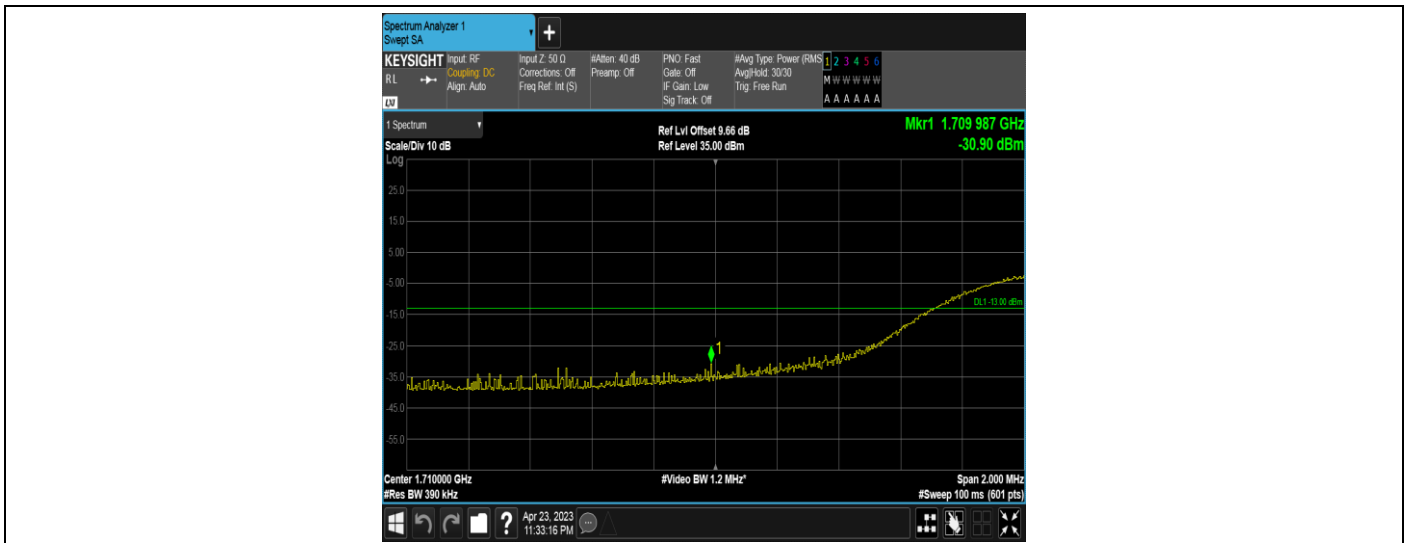 Spectrum Analyzer 1
Swept SA
+
KEYSIGHT
RL
LXI
Input: RF
Coupling: DC
Align: Auto
Input Z: 50 Ω
Corrections: Off
Freq Ref: Int (S)
#Atten: 40 dB
Preamp: Off
PNO: Fast
Gate: Off
IF Gain: Low
Sig Track: Off
#Avg Type: Power (RMS
Avg|Hold: 30/30
Trig: Free Run
1 2 3 4 5 6
M W W W W W
A A A A A A
1 Spectrum
Scale/Div 10 dB
Log
Ref Lvl Offset 9.66 dB
Ref Level 35.00 dBm
Mkr1 1.709 987 GHz
-30.90 dBm
25.0
15.0
5.00
-5.00
-15.0
-25.0
-35.0
-45.0
-55.0
DL1 -13.00 dBm
1
Center 1.710000 GHz
#Res BW 390 kHz
#Video BW 1.2 MHz*
Span 2.000 MHz
#Sweep 100 ms (601 pts)
?
Apr 23, 2023
11:33:16 PM